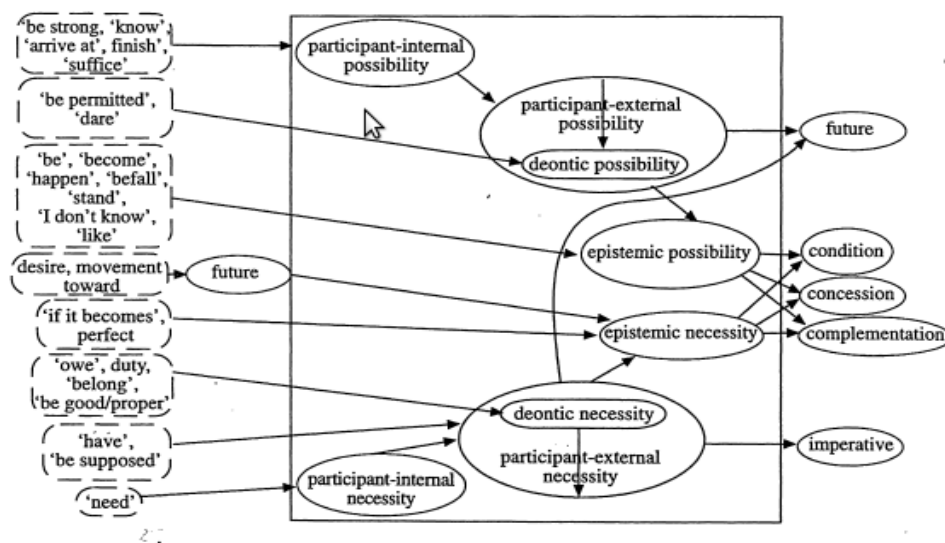 'be strong, 'know',
'arrive at', finish',
'suffice'
participant-internal
possibility
'be permitted',
'dare'
participant-external
possibility
deontic possibility
future
'be', 'become',
'happen', 'befall',
'stand',
'I don't know',
'like'
epistemic possibility
condition
desire, movement
toward
future
concession
'if it becomes',
perfect
epistemic necessity
complementation
'owe', duty,
'belong',
'be good/proper'
deontic necessity
'have',
'be supposed'
participant-external
necessity
imperative
participant-internal
necessity
'need'